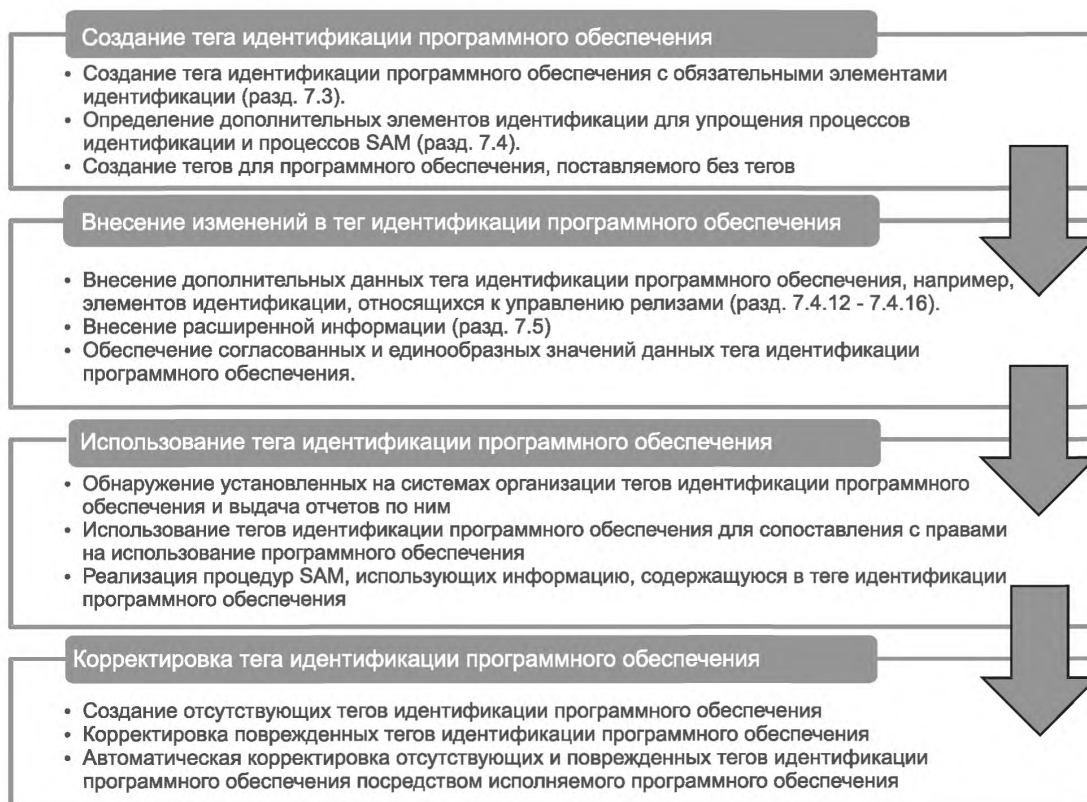 Создание тега идентификации программного обеспечения
• Создание тега идентификации программного обеспечения с обязательными элементами
идентификации (разд. 7.3).
• Определение дополнительных элементов идентификации для упрощения процессов
идентификации и процессов SAM (разд. 7.4).
• Создание тегов для программного обеспечения, поставляемого без тегов
Внесение изменений в тег идентификации программного обеспечения
• Внесение дополнительных данных тега идентификации программного обеспечения, например,
элементов идентификации, относящихся к управлению релизами (разд. 7.4.12 - 7.4.16).
• Внесение расширенной информации (разд. 7.5)
• Обеспечение согласованных и единообразных значений данных тега идентификации
программного обеспечения.
Использование тега идентификации программного обеспечения
• Обнаружение установленных на системах организации тегов идентификации программного
обеспечения и выдача отчетов по ним
• Использование тегов идентификации программного обеспечения для сопоставления с правами
на использование программного обеспечения
• Реализация процедур SAM, использующих информацию, содержащуюся в теге идентификации
программного обеспечения
Корректировка тега идентификации программного обеспечения
• Создание отсутствующих тегов идентификации программного обеспечения
• Корректировка поврежденных тегов идентификации программного обеспечения
• Автоматическая корректировка отсутствующих и поврежденных тегов идентификации
программного обеспечения посредством исполняемого программного обеспечения